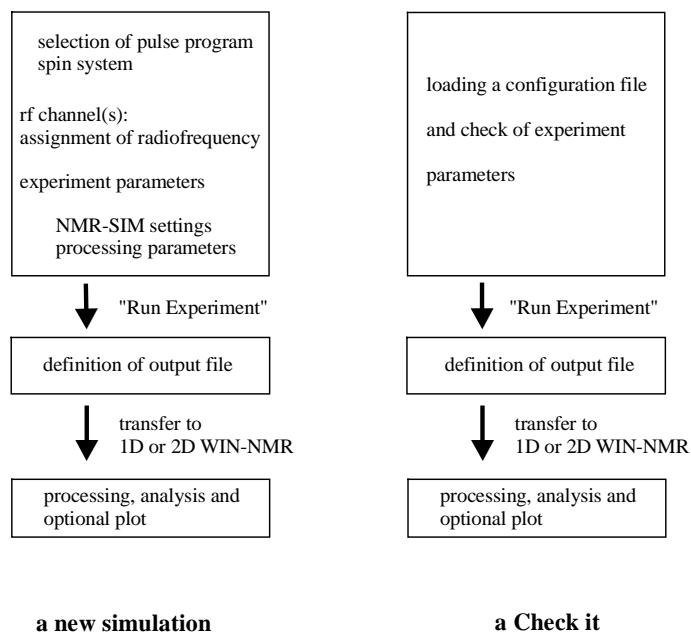 selection of pulse program
spin system
rf channel(s):
assignment of radiofrequency
experiment parameters
NMR-SIM settings
processing parameters
"Run Experiment"
definition of output file
transfer to
1D or 2D WIN-NMR
processing, analysis and
optional plot
a new simulation
loading a configuration file
and check of experiment
parameters
"Run Experiment"
definition of output file
transfer to
1D or 2D WIN-NMR
processing, analysis and
optional plot
a Check it